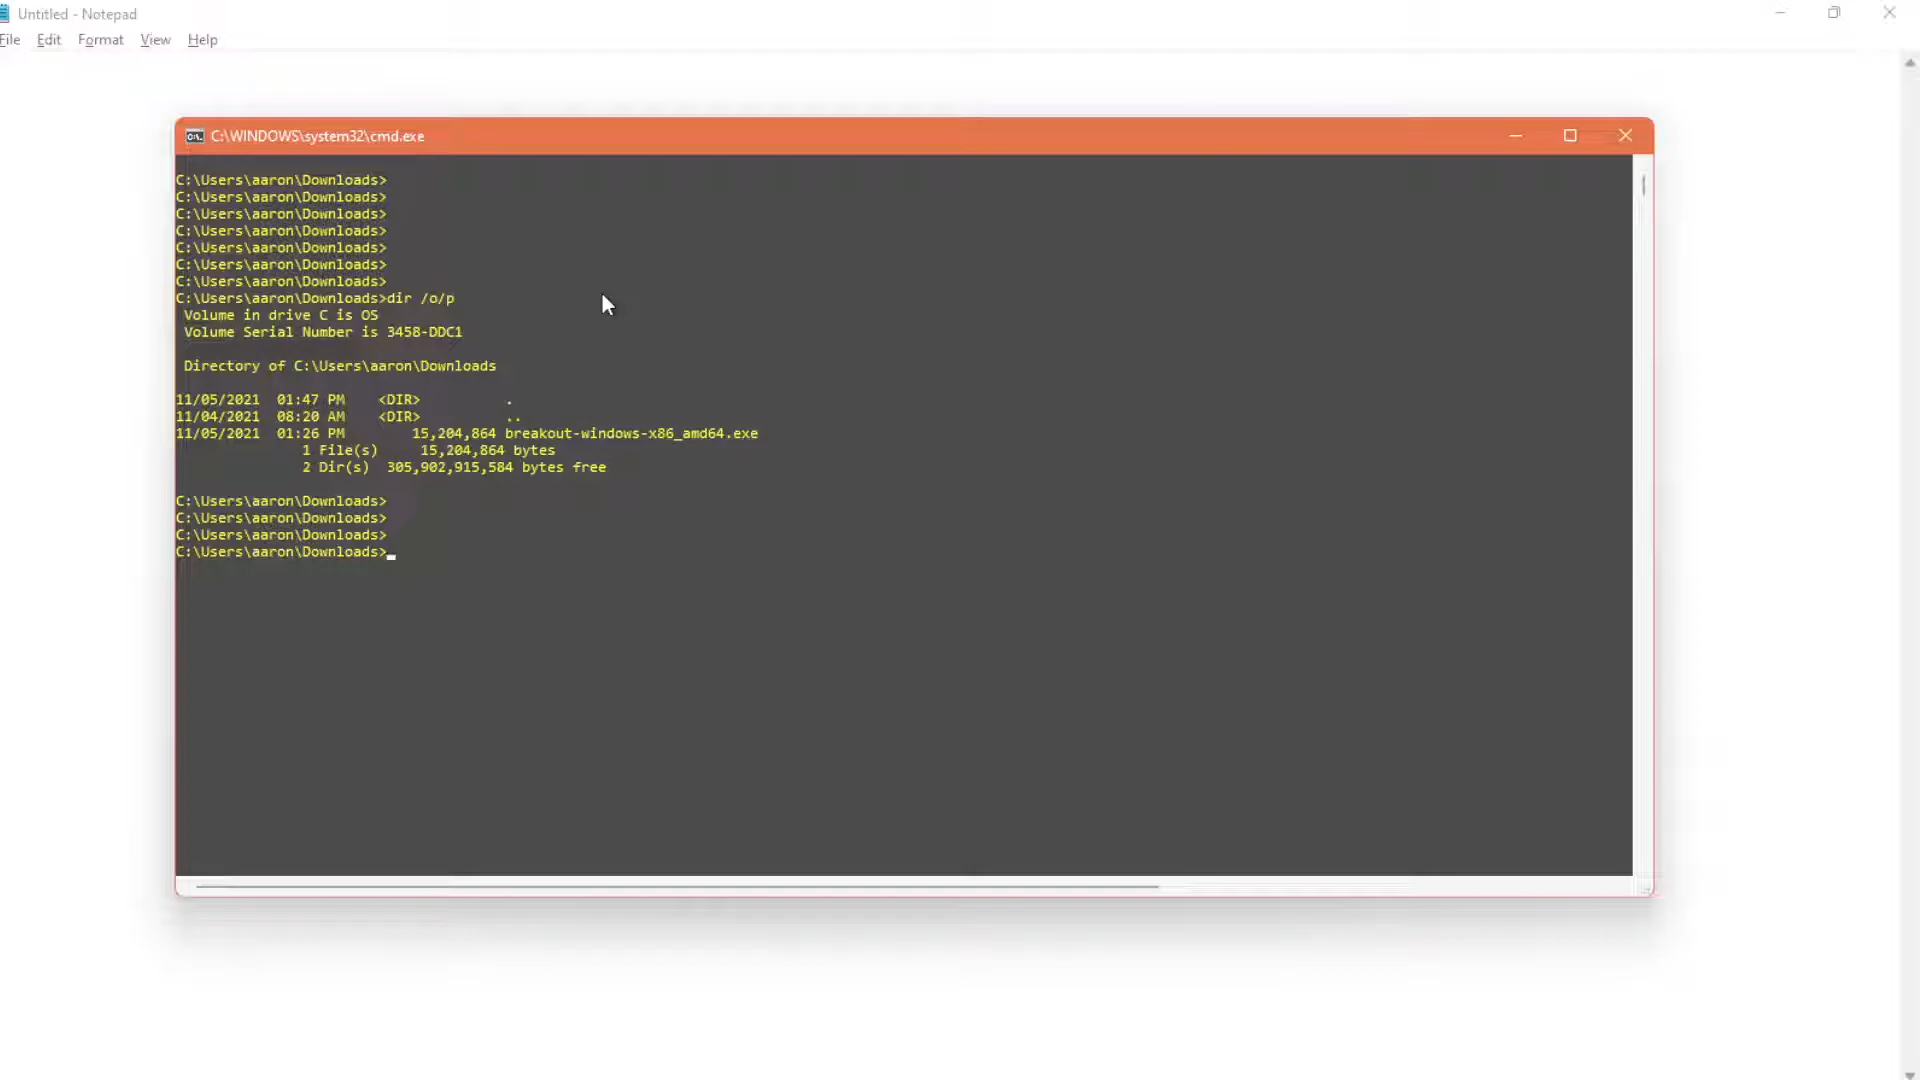 Untitled - Notepad
File Edit Format View Help
C:\WINDOWS\system32\cmd.exe
C:\Users\aaron\Downloads>
C:\Users\aaron\Downloads>
C:\Users\aaron\Downloads>
C:\Users\aaron\Downloads>
C:\Users\aaron\Downloads>
C:\Users\aaron\Downloads>
C:\Users\aaron\Downloads>
C:\Users\aaron\Downloads>dir /o/p
Volume in drive C is OS
Volume Serial Number is 3458-DDC1
Directory of C:\Users\aaron\Downloads
11/05/2021  01:47 PM    <DIR>          .
11/04/2021  08:20 AM    <DIR>          ..
11/05/2021  01:26 PM        15,204,864 breakout-windows-x86_amd64.exe
1 File(s)     15,204,864 bytes
2 Dir(s)  305,902,915,584 bytes free
C:\Users\aaron\Downloads>
C:\Users\aaron\Downloads>
C:\Users\aaron\Downloads>
C:\Users\aaron\Downloads>